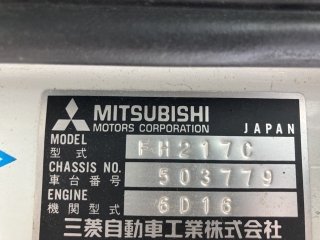 MITSUBISHI
MOTORS CORPORATION JAPAN
MODEL
型式 FH217C
CHASSIS NO.
車台番号 503779
ENGINE
機関型式 6D16
三菱自動車工業株式会社